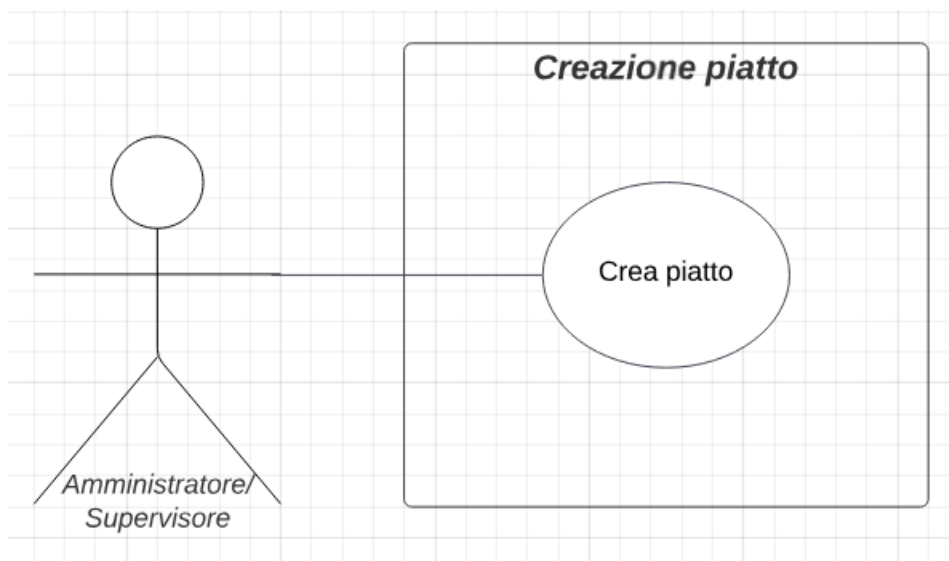 Creazione piatto
Crea piatto
Amministratore/
Supervisore